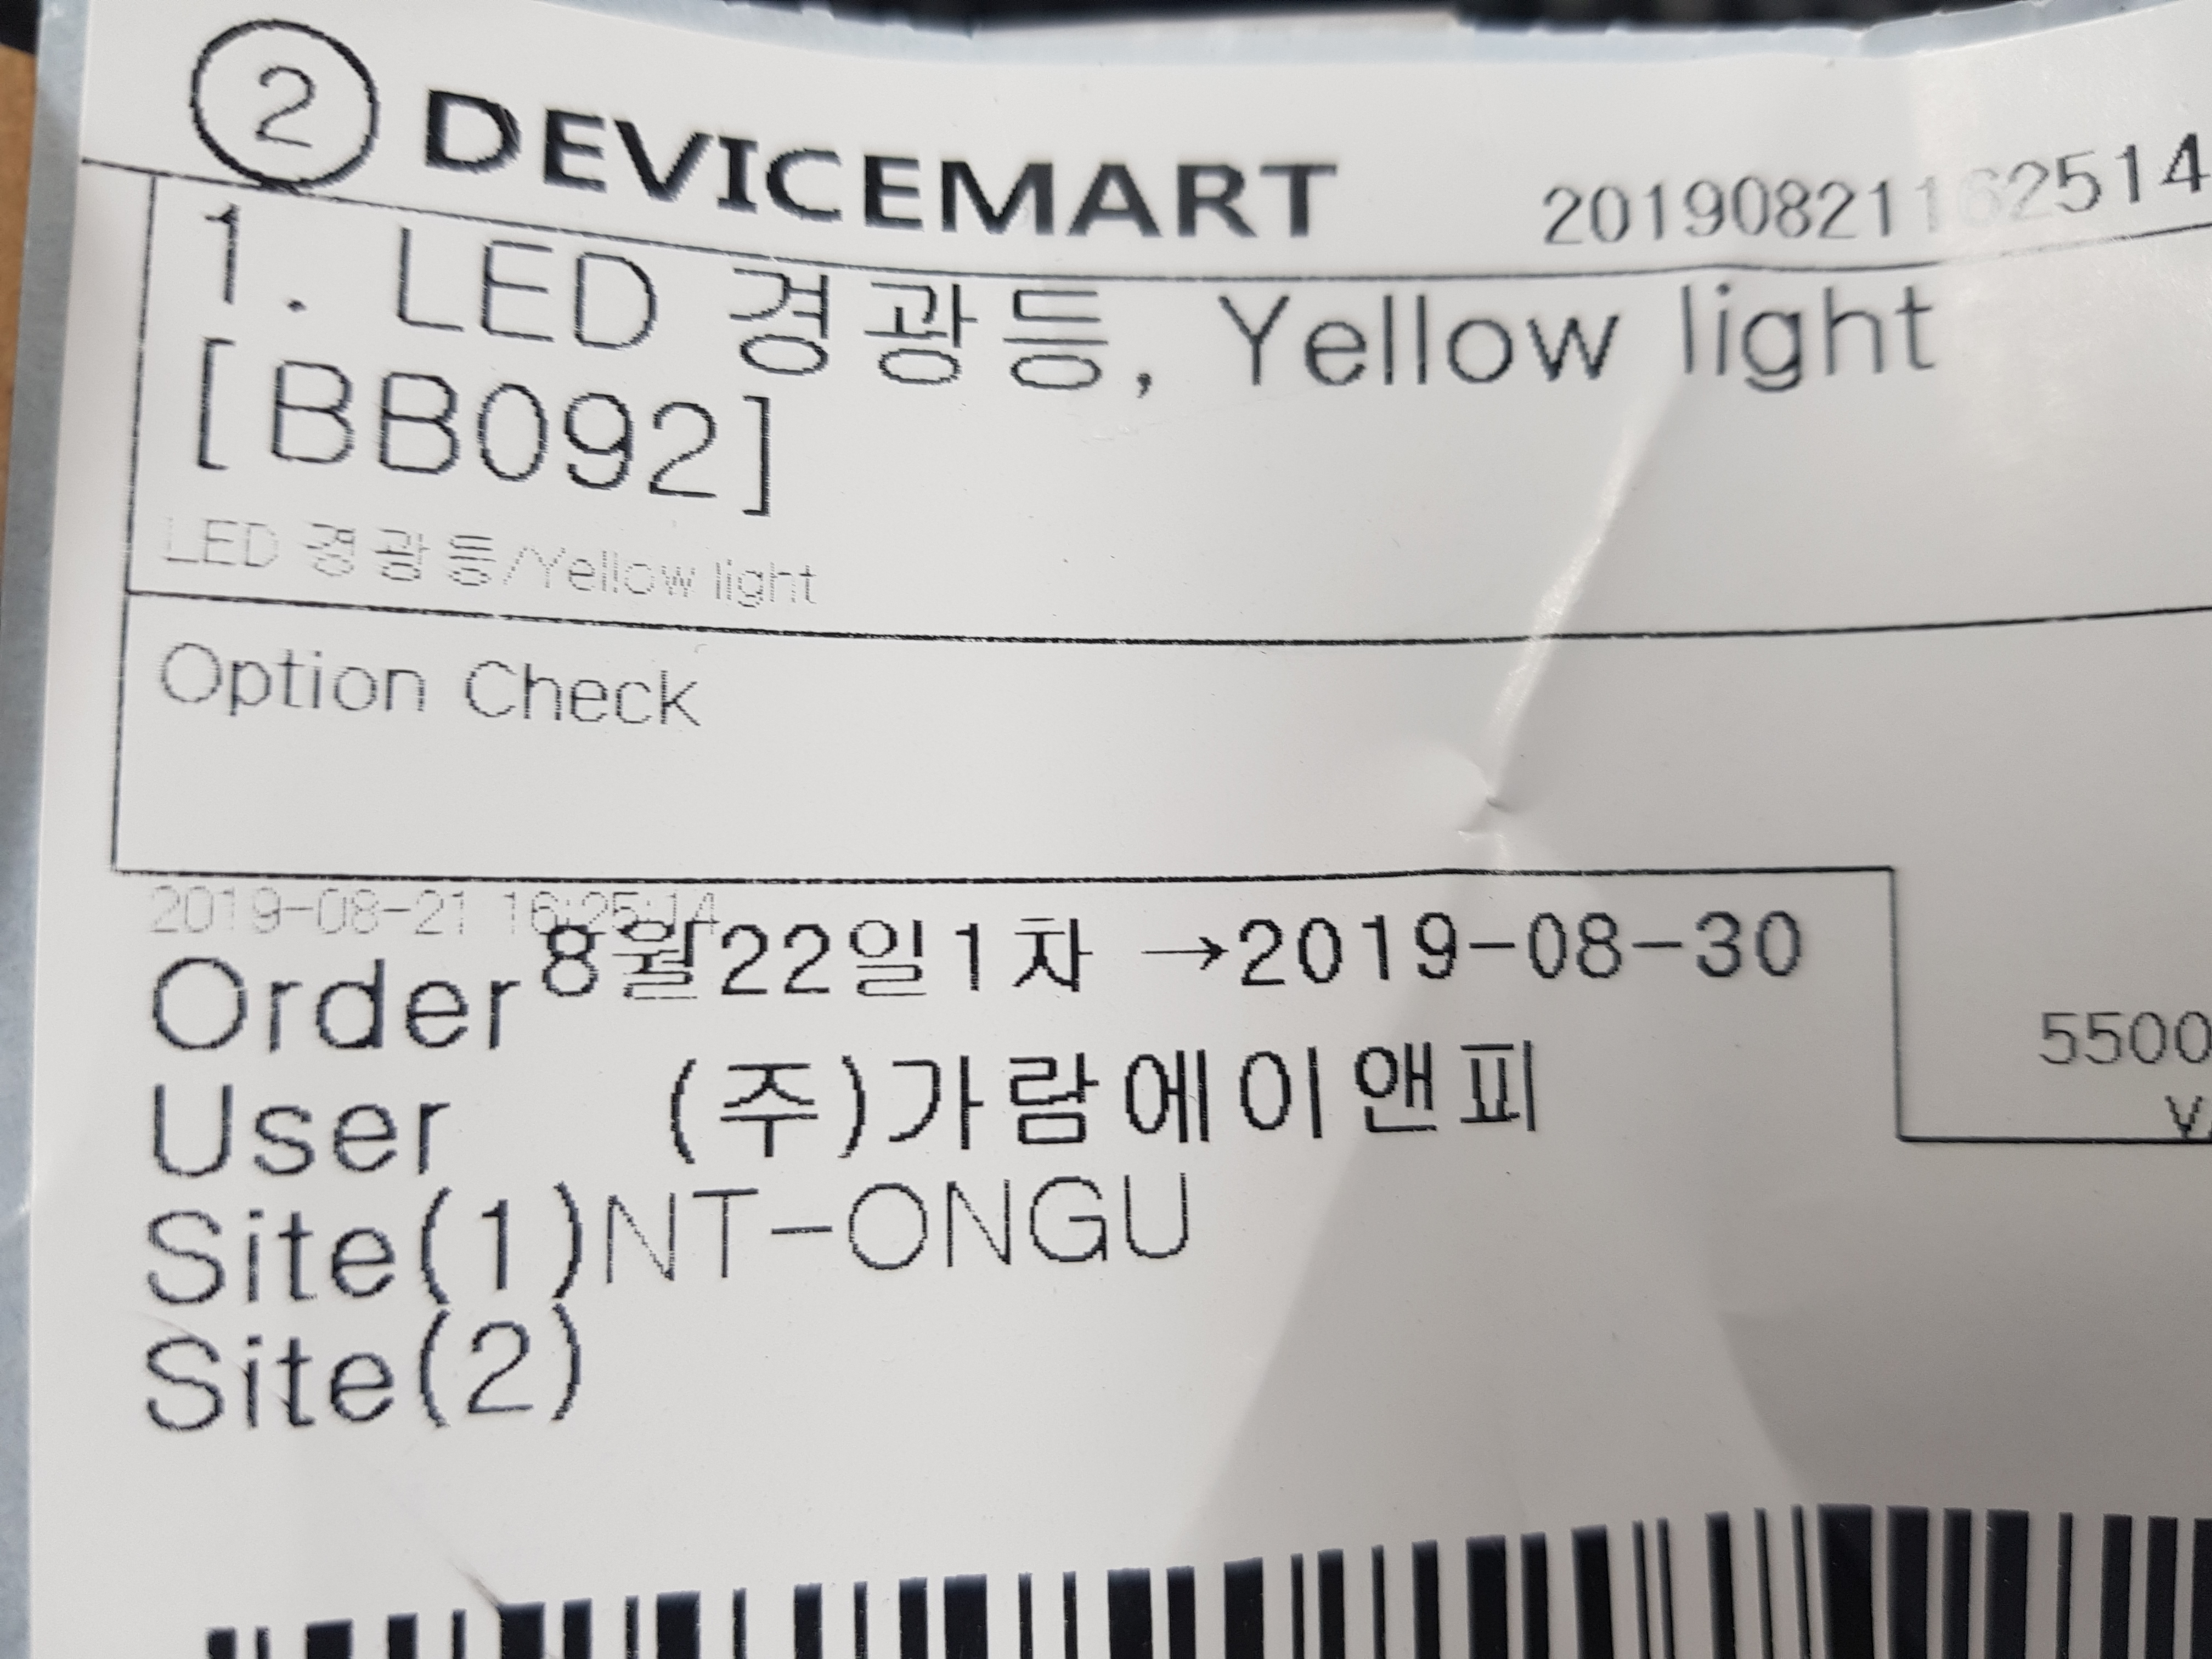 ② DEVICEMART 20190821162514
1. LED 경광등, Yellow light
[BB092]
LED 경광등/Yellow light
Option Check
2019-08-21 16:25:14
Order 8월22일1차 →2019-08-30
5500
User (주)가람에이앤피
Site(1)NT-ONGU
Site(2)